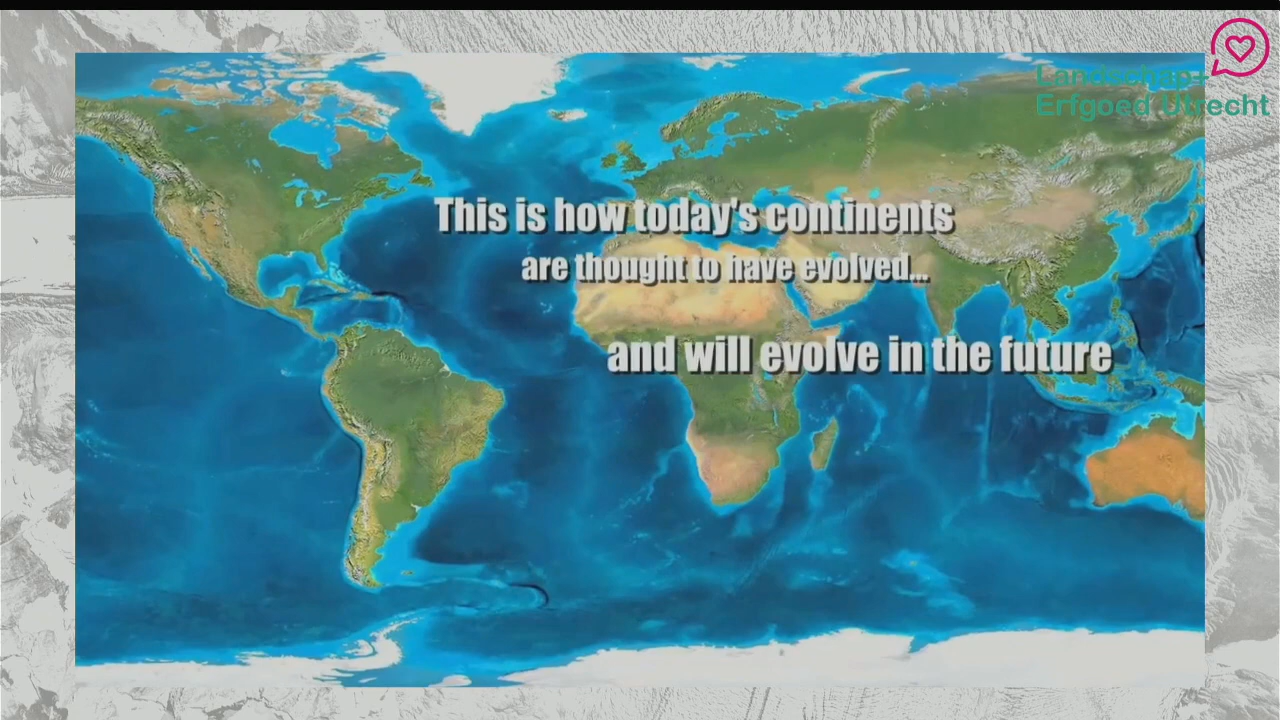 Landschap+
Erfgoed Utrecht
This is how today's continents
are thought to have evolved...
and will evolve in the future